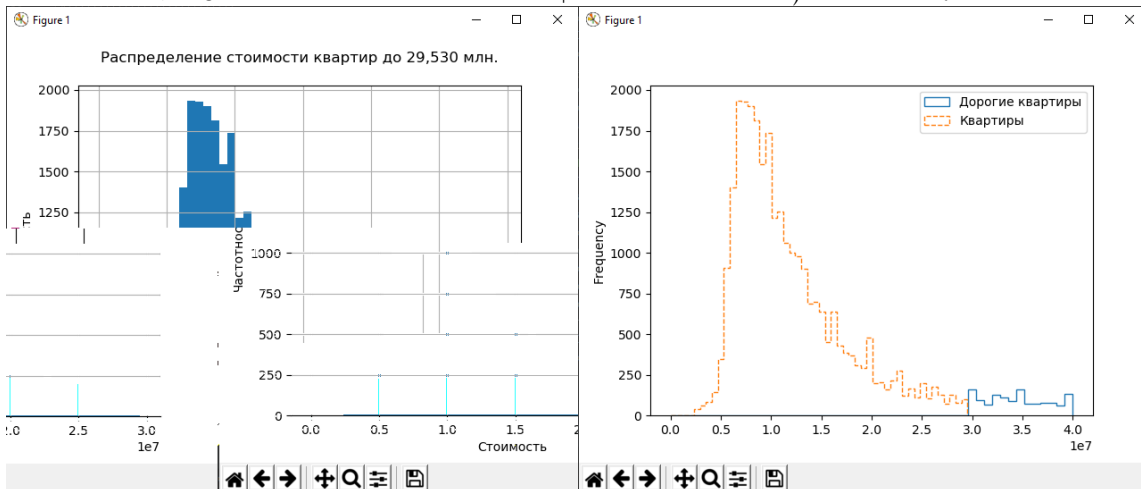 Figure 1
Распределение стоимости квартир до 29,530 млн.
2000
1750
1500
1250
ть
Частотнос
1000
750
500
250
0
2.0 2.5 3.0
1e7
0.0 0.5 1.0 1.5
Стоимость
Figure 1
Дорогие квартиры
Квартиры
2000
1750
1500
1250
1000
750
500
250
0
Frequency
0.0 0.5 1.0 1.5 2.0 2.5 3.0 3.5 4.0
1e7